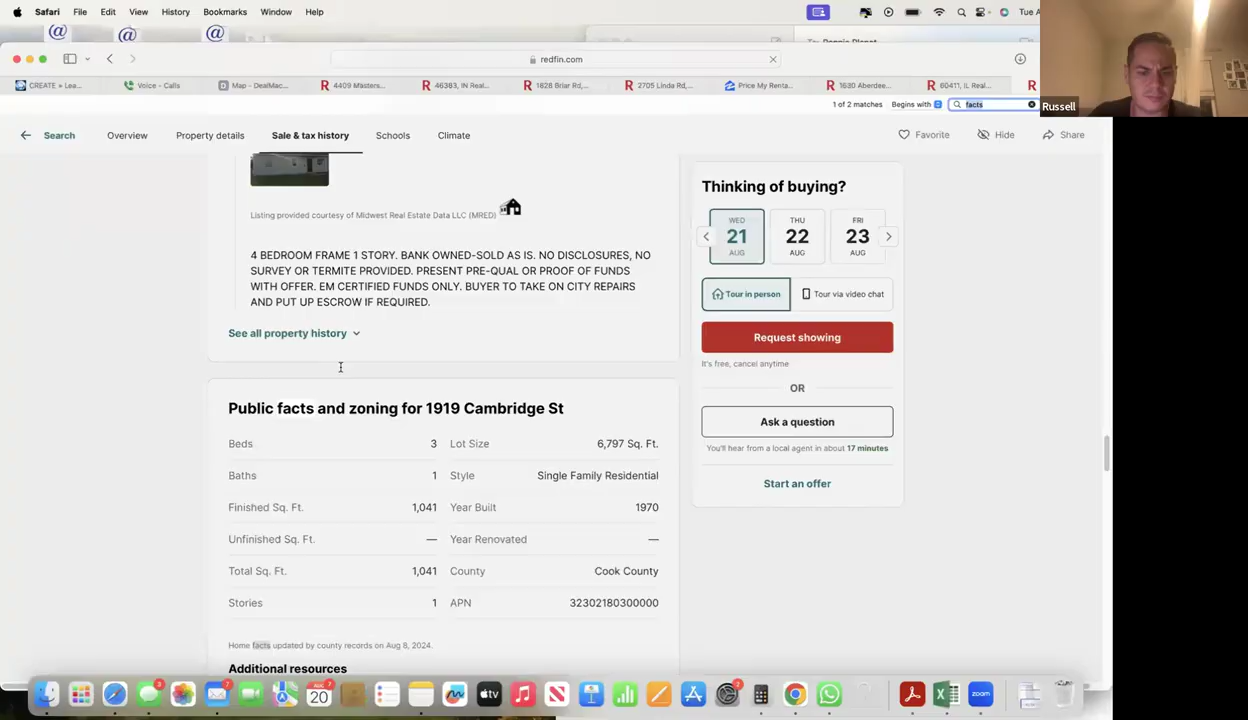 Safari File Edit View History Bookmarks Window Help
Tue A
redfin.com
CREATE » Lea...
Voice - Calls
Map - DealMac...
4409 Masters...
46383, IN Real...
1828 Briar Rd,...
2705 Linda Rd,...
Price My Renta...
1630 Aberdee...
60411, IL Real...
1 of 2 matches
Begins with
facts
Russell
Search
Overview
Property details
Sale & tax history
Schools
Climate
Favorite
Hide
Share
Listing provided courtesy of Midwest Real Estate Data LLC (MRED)
4 BEDROOM FRAME 1 STORY. BANK OWNED-SOLD AS IS. NO DISCLOSURES, NO
SURVEY OR TERMITE PROVIDED. PRESENT PRE-QUAL OR PROOF OF FUNDS
WITH OFFER. EM CERTIFIED FUNDS ONLY. BUYER TO TAKE ON CITY REPAIRS
AND PUT UP ESCROW IF REQUIRED.
See all property history
Public facts and zoning for 1919 Cambridge St
Beds 3 Lot Size 6,797 Sq. Ft.
Baths 1 Style Single Family Residential
Finished Sq. Ft. 1,041 Year Built 1970
Unfinished Sq. Ft. — Year Renovated —
Total Sq. Ft. 1,041 County Cook County
Stories 1 APN 32302180300000
Home facts updated by county records on Aug 8, 2024.
Additional resources
Thinking of buying?
WED THU FRI
21 22 23
AUG AUG AUG
Tour in person
Tour via video chat
Request showing
It's free, cancel anytime
OR
Ask a question
You'll hear from a local agent in about 17 minutes
Start an offer
AUG
20
zoom